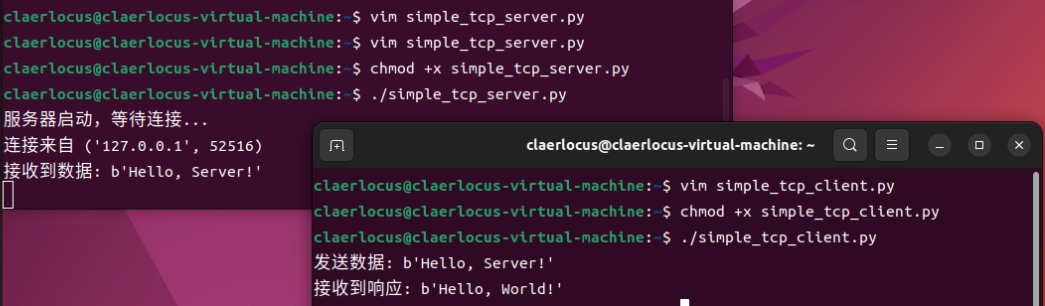 claerlocus@claerlocus-virtual-machine:~$ vim simple_tcp_server.py
claerlocus@claerlocus-virtual-machine:~$ vim simple_tcp_server.py
claerlocus@claerlocus-virtual-machine:~$ chmod +x simple_tcp_server.py
claerlocus@claerlocus-virtual-machine:~$ ./simple_tcp_server.py
服务器启动，等待连接...
连接来自 ('127.0.0.1', 52516)
接收到数据: b'Hello, Server!'
claerlocus@claerlocus-virtual-machine: ~
claerlocus@claerlocus-virtual-machine:~$ vim simple_tcp_client.py
claerlocus@claerlocus-virtual-machine:~$ chmod +x simple_tcp_client.py
claerlocus@claerlocus-virtual-machine:~$ ./simple_tcp_client.py
发送数据: b'Hello, Server!'
接收到响应: b'Hello, World!'